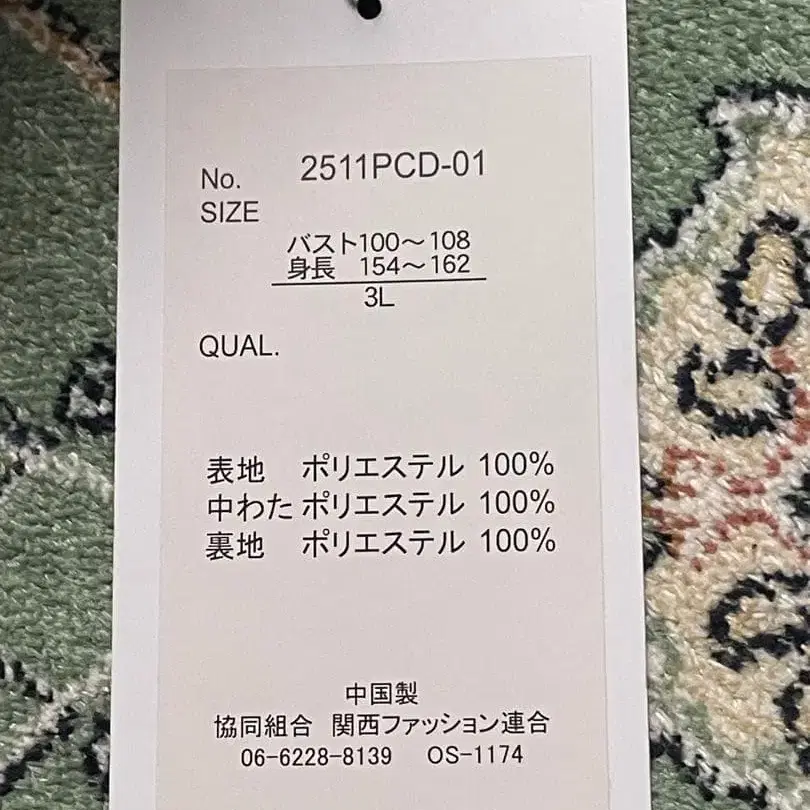 No. 2511PCD-01
SIZE
バスト100～108
身長 154～162
3L
QUAL.
表地 ポリエステル 100%
中わた ポリエステル 100%
裏地 ポリエステル 100%
中国製
協同組合 関西ファッション連合
06-6228-8139 OS-1174